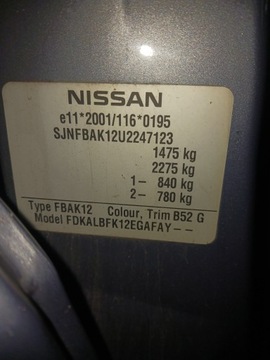 NISSAN
e11*2001/116*0195
SJNFBAK12U2247123
1475 kg
2275 kg
1– 840 kg
2– 780 kg
Type FBAK12 Colour, Trim B52 G
Model FDKALBFK12EGAFAY – –